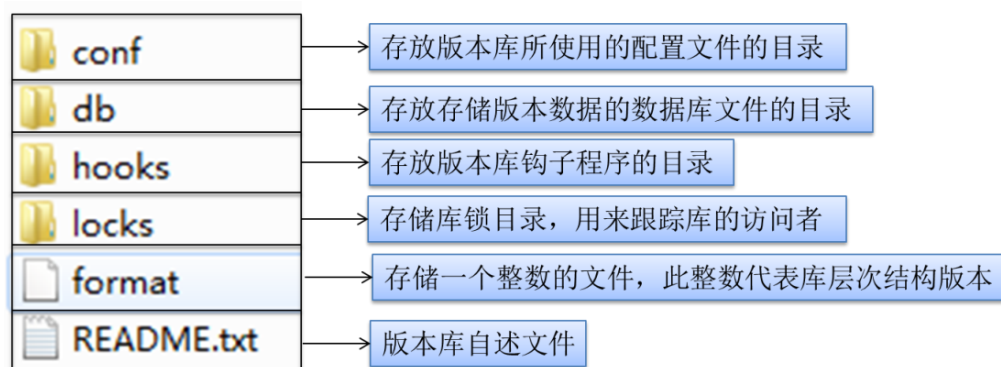 conf
存放版本库所使用的配置文件的目录
db
存放存储版本数据的数据库文件的目录
hooks
存放版本库钩子程序的目录
locks
存储库锁目录，用来跟踪库的访问者
format
存储一个整数的文件，此整数代表库层次结构版本
README.txt
版本库自述文件